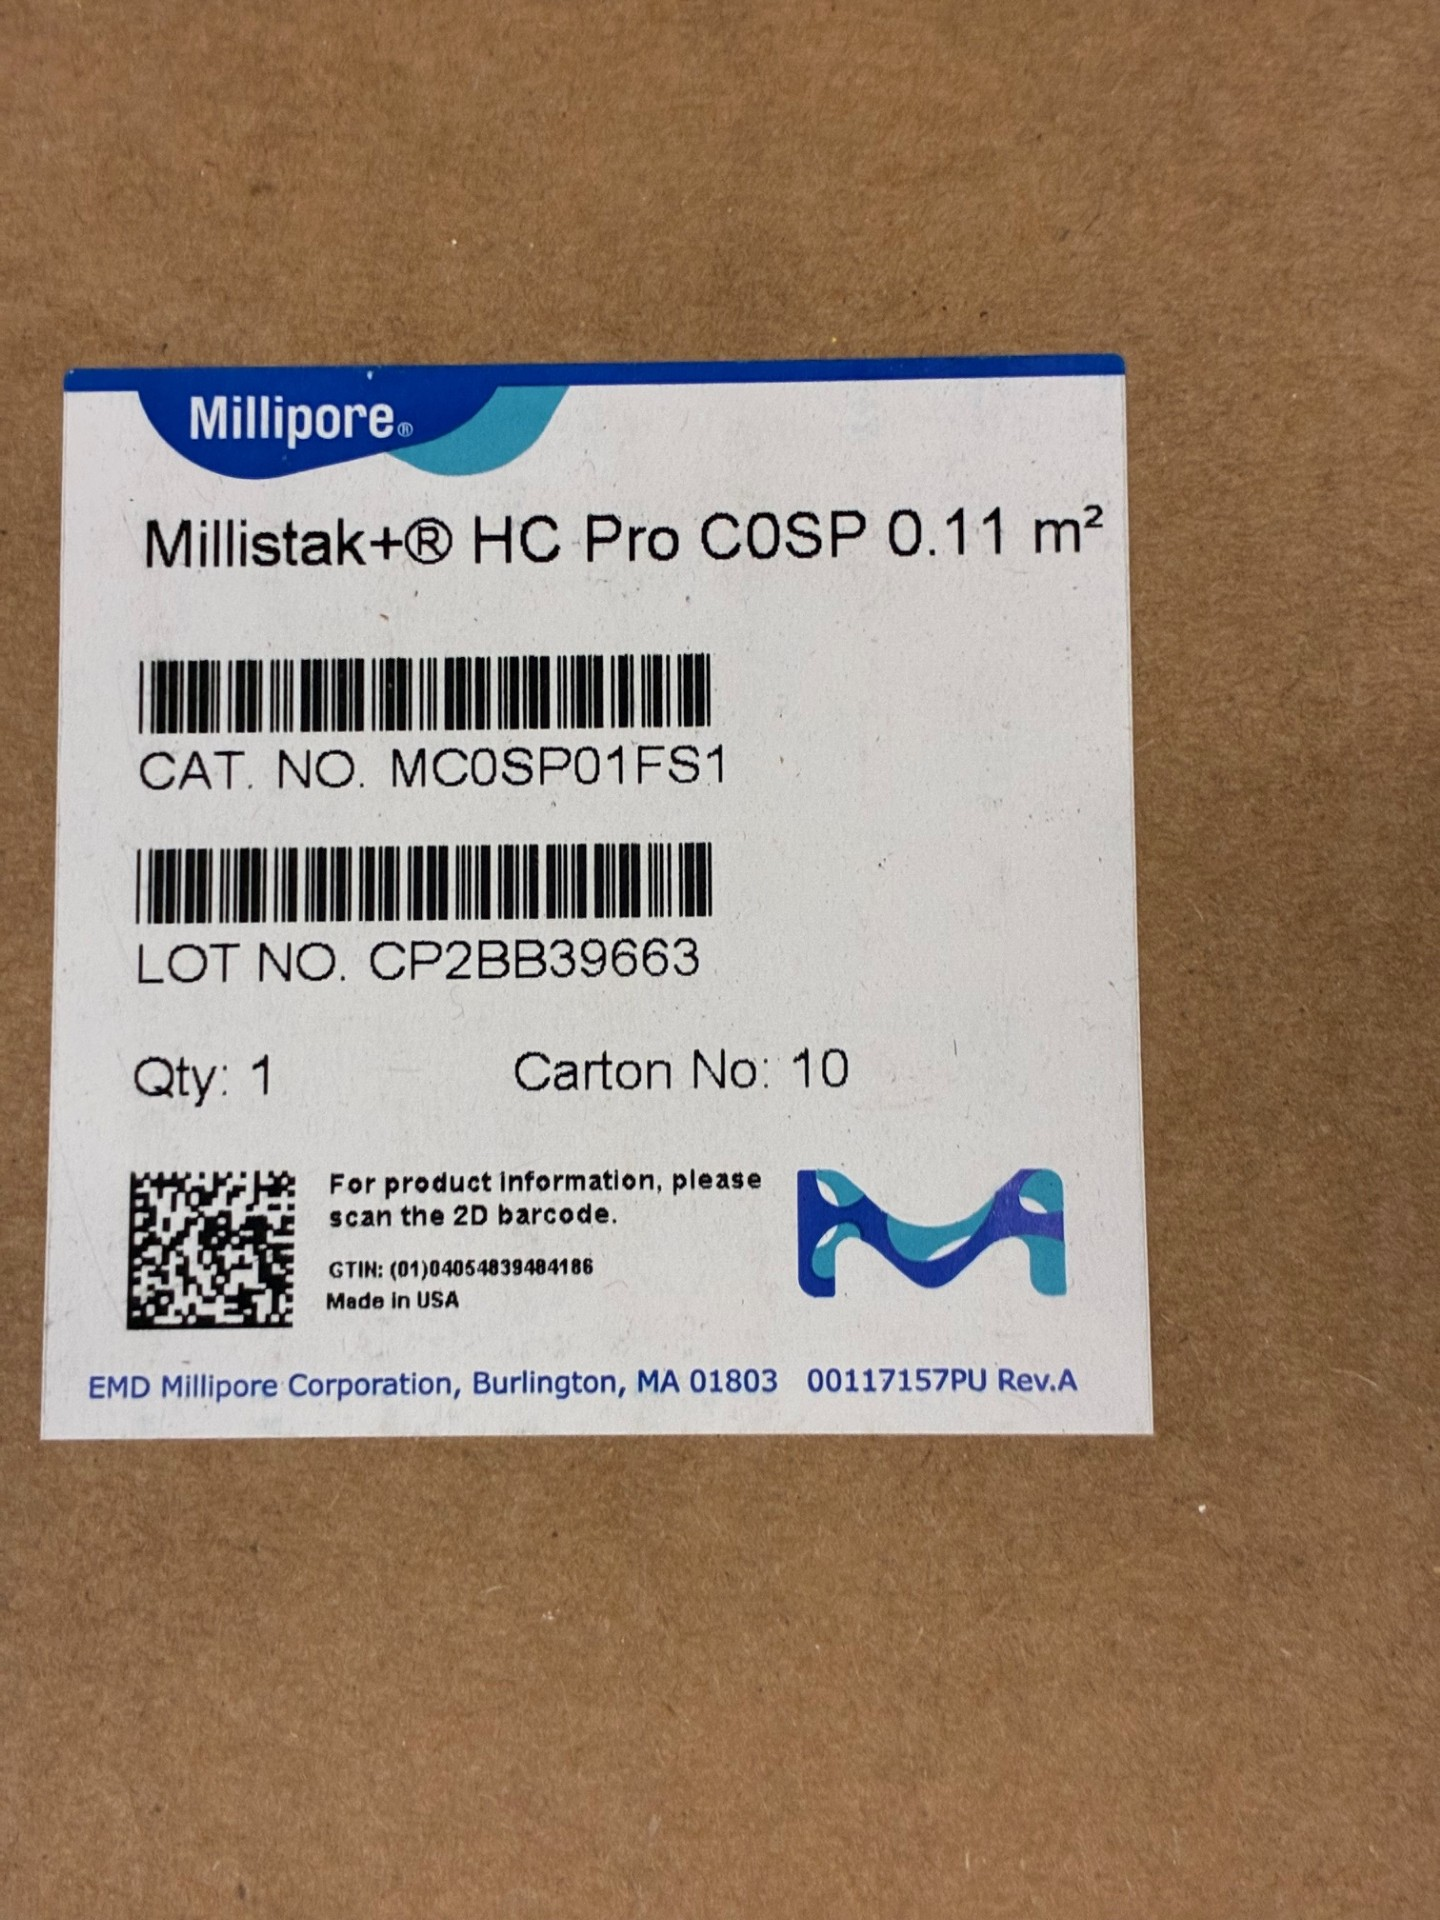 Millipore®
Millistak+® HC Pro C0SP 0.11 m²
CAT. NO. MC0SP01FS1
LOT NO. CP2BB39663
Qty: 1 Carton No: 10
For product information, please
scan the 2D barcode.
GTIN: (01)04054839484186
Made in USA
EMD Millipore Corporation, Burlington, MA 01803 00117157PU Rev.A